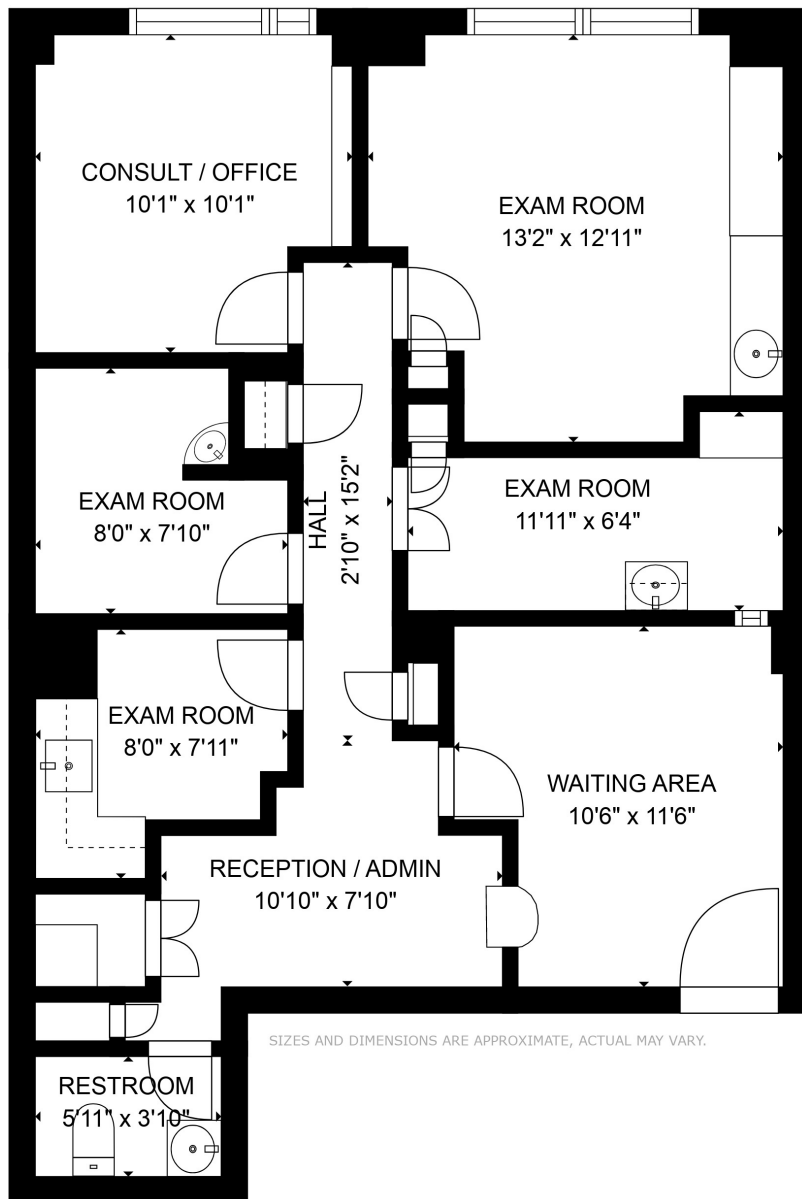 CONSULT / OFFICE
10'1" x 10'1"
EXAM ROOM
13'2" x 12'11"
EXAM ROOM
8'0" x 7'10"
HALL
2'10" x 15'2"
EXAM ROOM
11'11" x 6'4"
EXAM ROOM
8'0" x 7'11"
WAITING AREA
10'6" x 11'6"
RECEPTION / ADMIN
10'10" x 7'10"
SIZES AND DIMENSIONS ARE APPROXIMATE, ACTUAL MAY VARY.
RESTROOM
5'11" x 3'10"